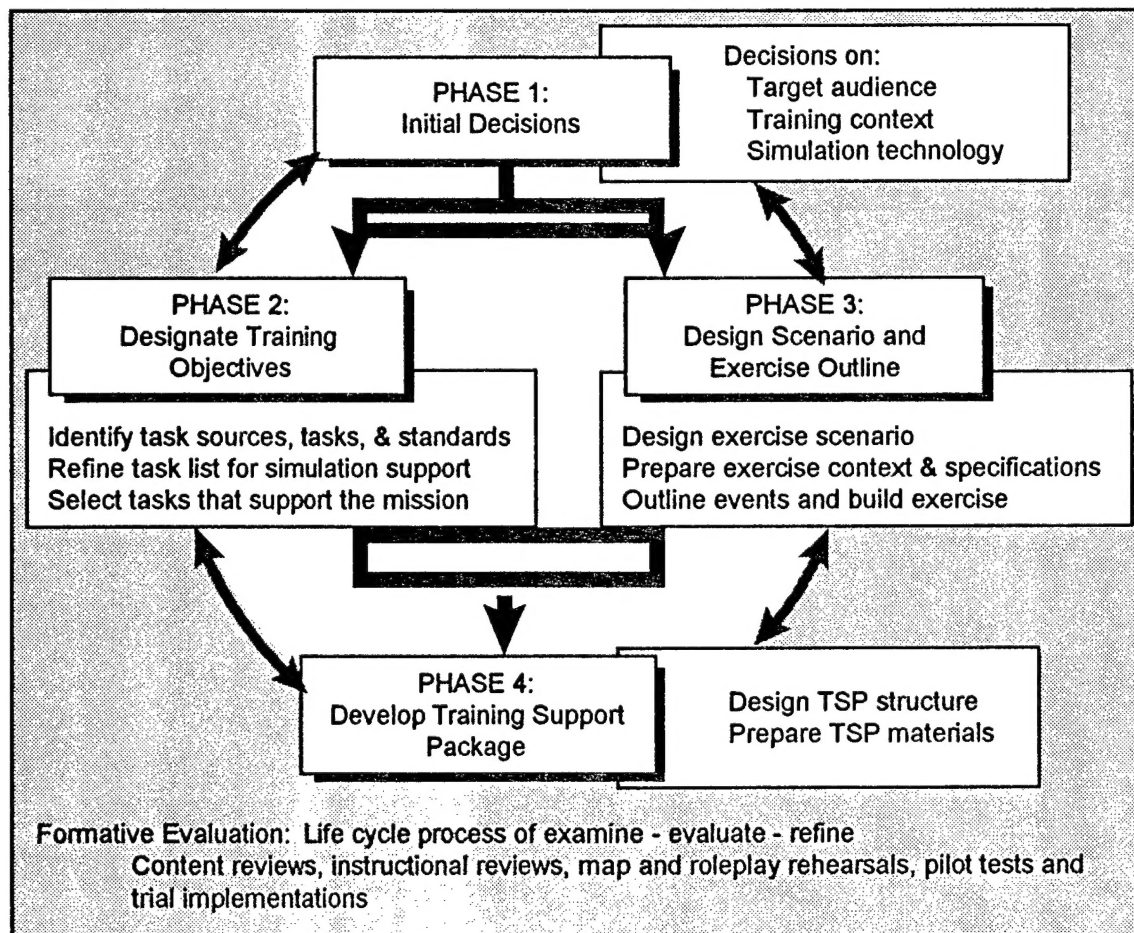 PHASE 1:
Initial Decisions
Decisions on:
Target audience
Training context
Simulation technology
PHASE 2:
Designate Training
Objectives
Identify task sources, tasks, & standards
Refine task list for simulation support
Select tasks that support the mission
PHASE 3:
Design Scenario and
Exercise Outline
Design exercise scenario
Prepare exercise context & specifications
Outline events and build exercise
PHASE 4:
Develop Training Support
Package
Design TSP structure
Prepare TSP materials
Formative Evaluation: Life cycle process of examine - evaluate - refine
Content reviews, instructional reviews, map and roleplay rehearsals, pilot tests and
trial implementations